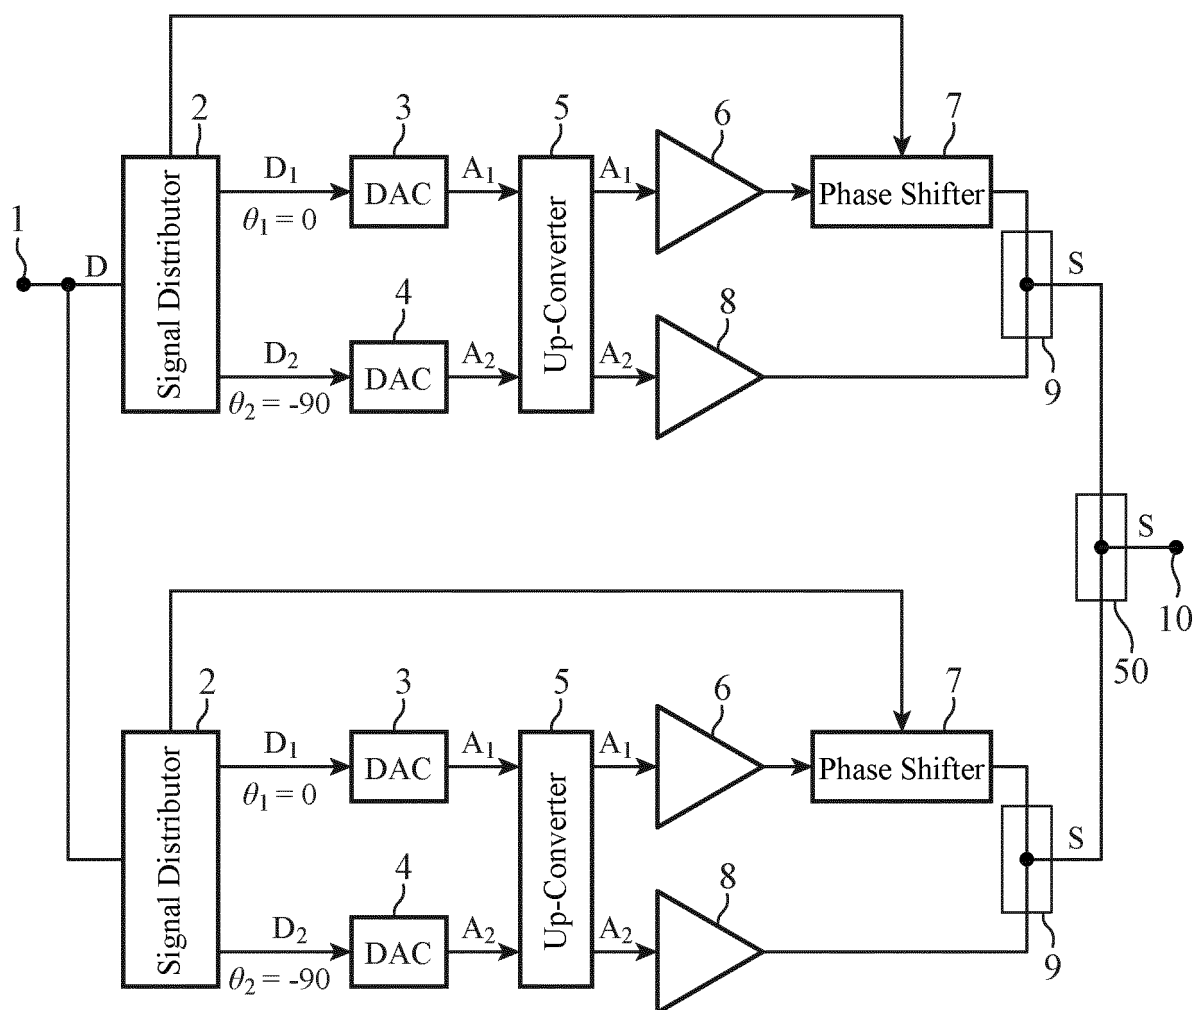 2
3
5
6
7
D1
DAC
A1
A1
Phase Shifter
θ1 = 0
1
D
Signal Distributor
Up-Converter
S
4
8
D2
DAC
A2
A2
θ2 = -90
9
S
10
50
2
3
5
6
7
D1
DAC
A1
A1
Phase Shifter
θ1 = 0
Signal Distributor
Up-Converter
S
4
8
D2
DAC
A2
A2
θ2 = -90
9